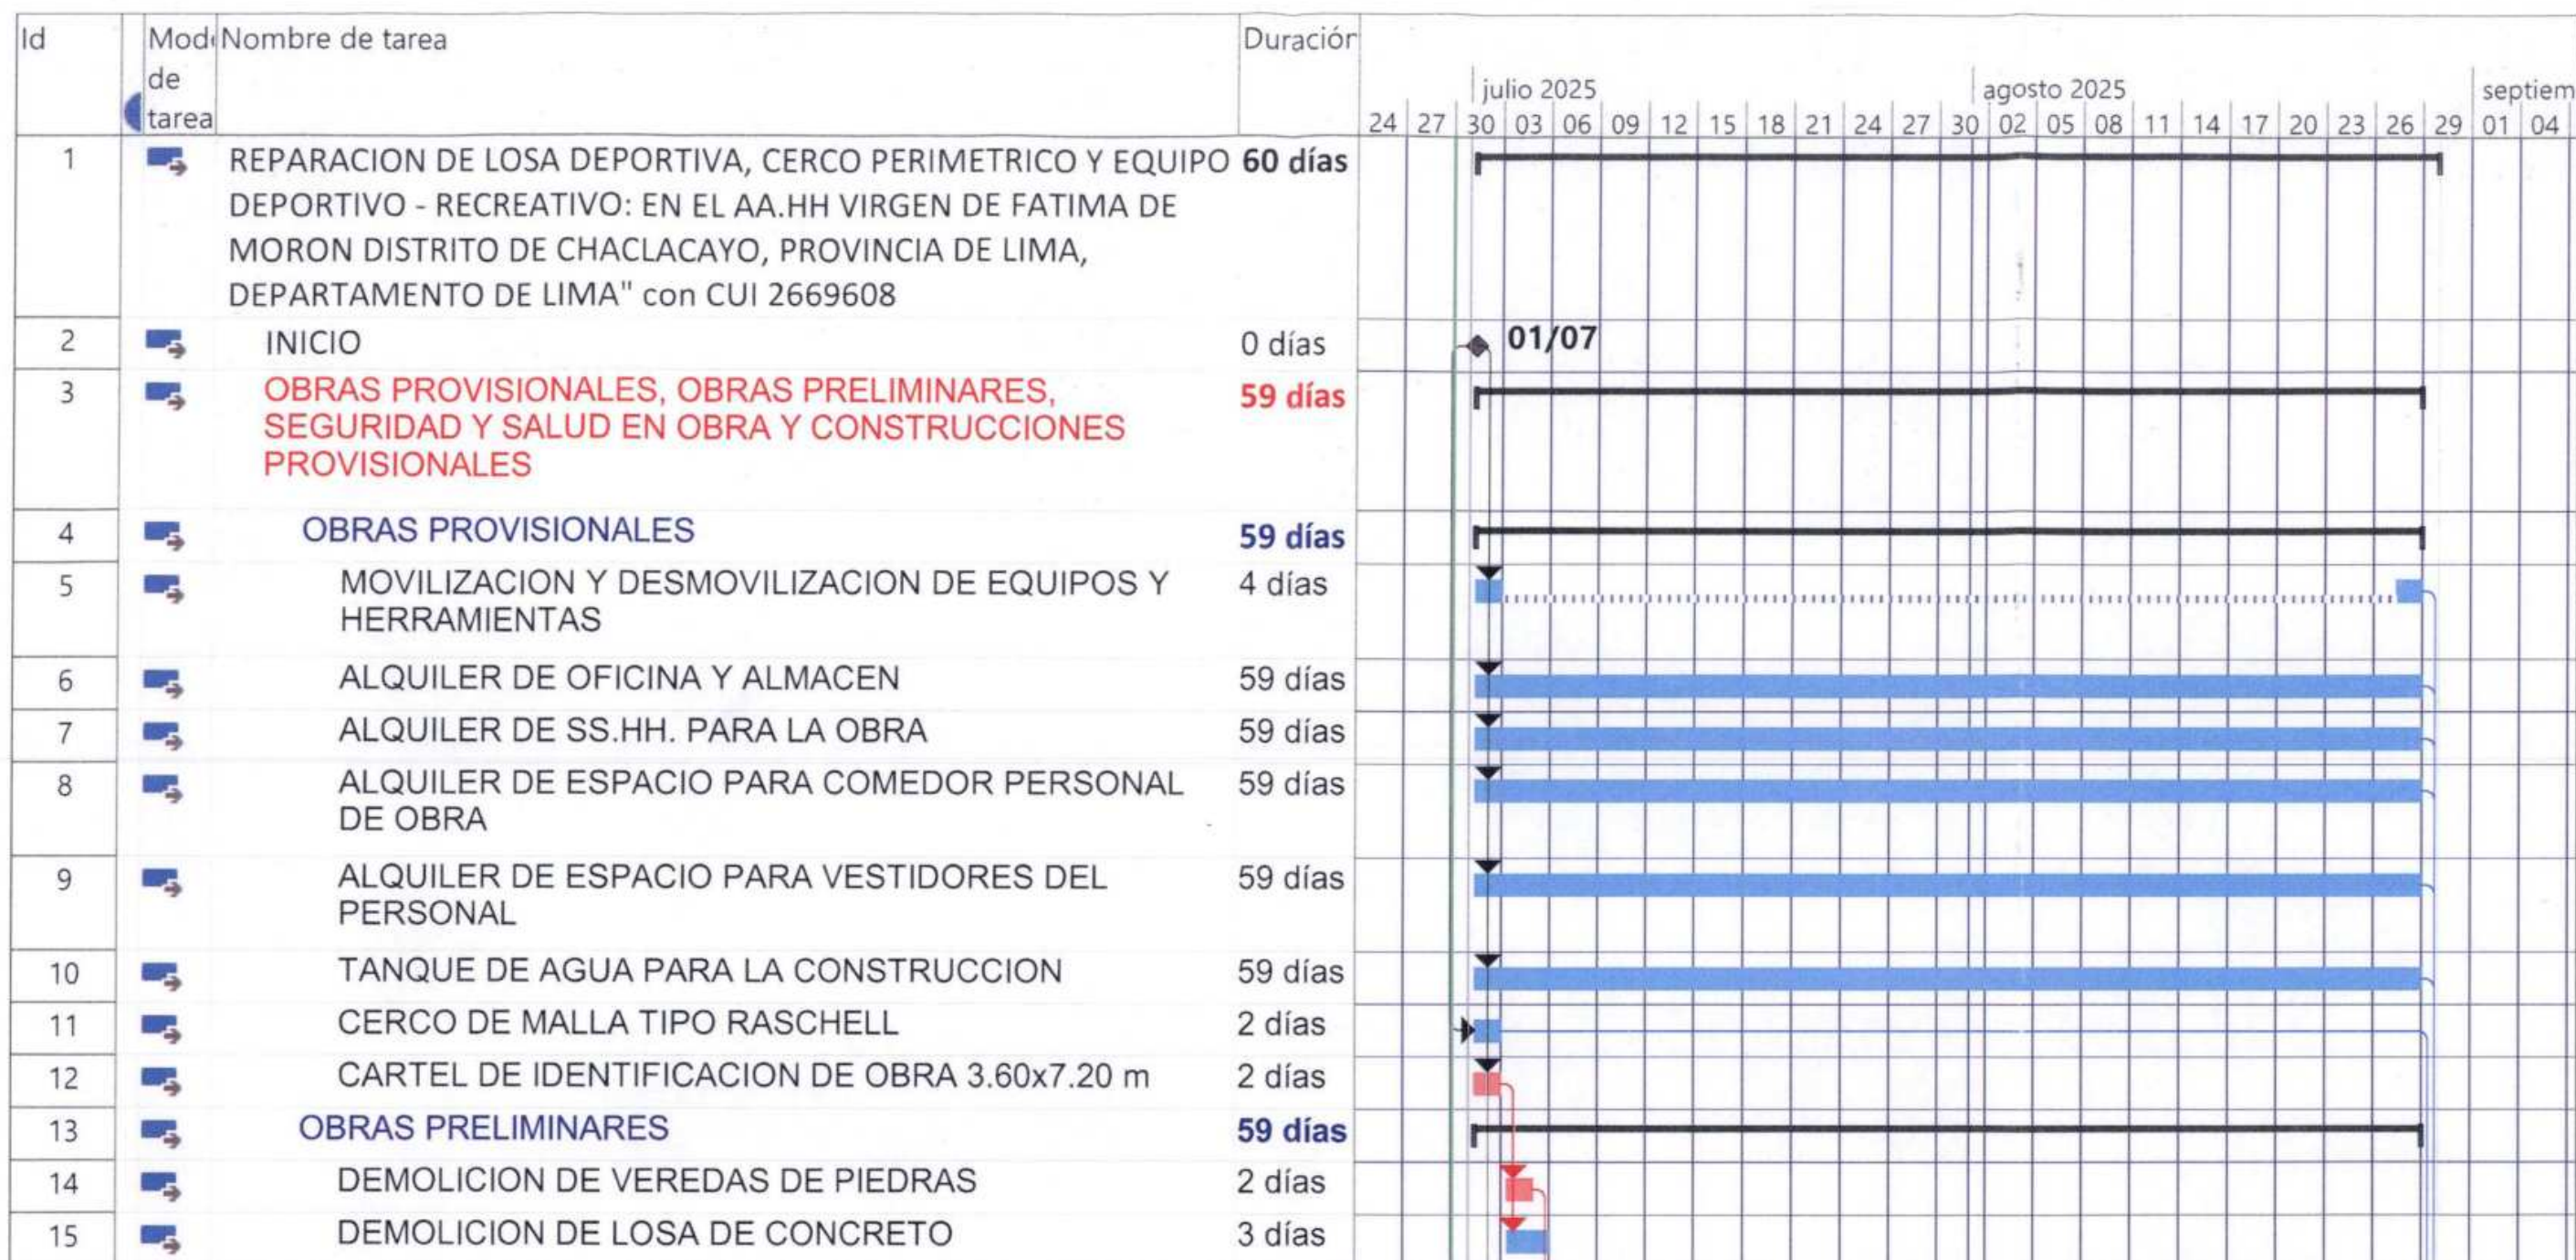 Id Mod Nombre de tarea Duración
de
tarea
julio 2025 agosto 2025 septiem
24 27 30 03 06 09 12 15 18 21 24 27 30 02 05 08 11 14 17 20 23 26 29 01 04
1 REPARACION DE LOSA DEPORTIVA, CERCO PERIMETRICO Y EQUIPO 60 días
DEPORTIVO - RECREATIVO: EN EL AA.HH VIRGEN DE FATIMA DE
MORON DISTRITO DE CHACLACAYO, PROVINCIA DE LIMA,
DEPARTAMENTO DE LIMA" con CUI 2669608
2 INICIO 0 días 01/07
3 OBRAS PROVISIONALES, OBRAS PRELIMINARES, 59 días
SEGURIDAD Y SALUD EN OBRA Y CONSTRUCCIONES
PROVISIONALES
4 OBRAS PROVISIONALES 59 días
5 MOVILIZACION Y DESMOVILIZACION DE EQUIPOS Y 4 días
HERRAMIENTAS
6 ALQUILER DE OFICINA Y ALMACEN 59 días
7 ALQUILER DE SS.HH. PARA LA OBRA 59 días
8 ALQUILER DE ESPACIO PARA COMEDOR PERSONAL 59 días
DE OBRA
9 ALQUILER DE ESPACIO PARA VESTIDORES DEL 59 días
PERSONAL
10 TANQUE DE AGUA PARA LA CONSTRUCCION 59 días
11 CERCO DE MALLA TIPO RASCHELL 2 días
12 CARTEL DE IDENTIFICACION DE OBRA 3.60x7.20 m 2 días
13 OBRAS PRELIMINARES 59 días
14 DEMOLICION DE VEREDAS DE PIEDRAS 2 días
15 DEMOLICION DE LOSA DE CONCRETO 3 días